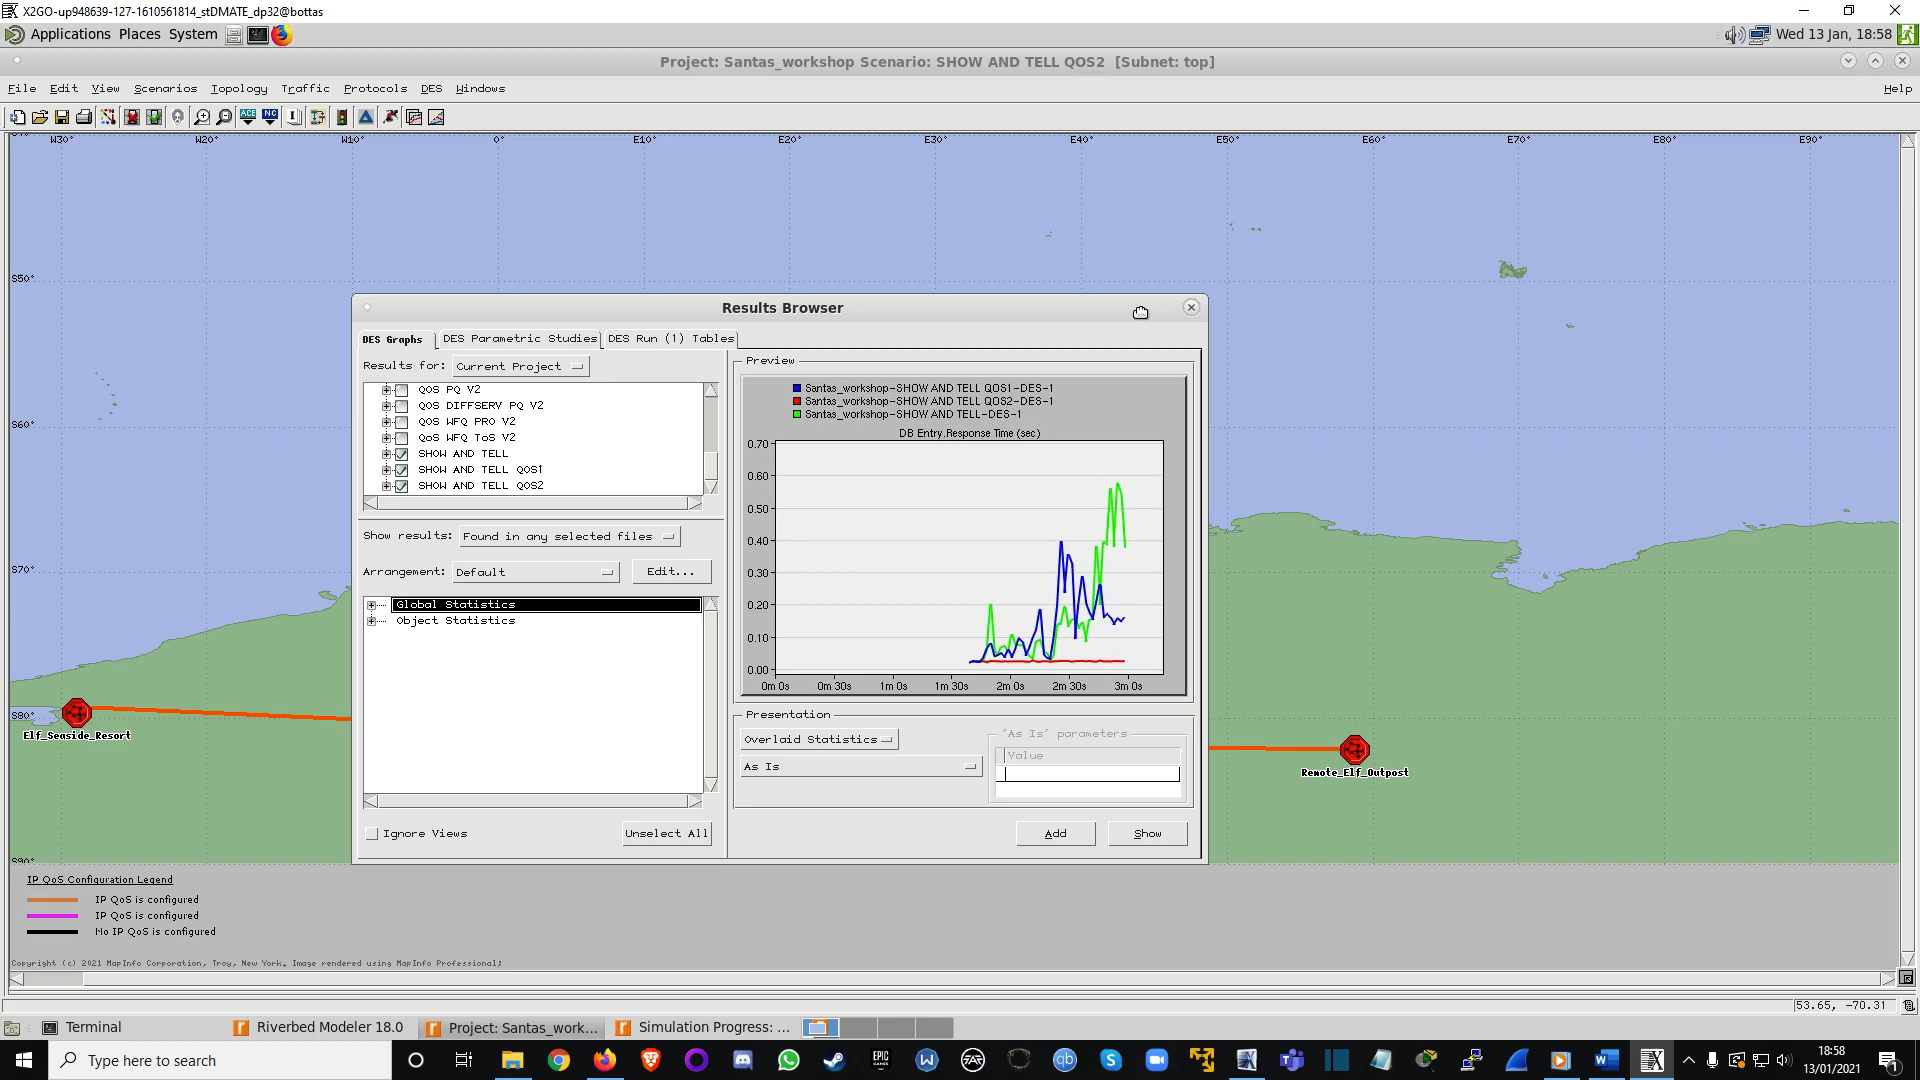 X2GO-up948639-127-1610561814_stDMATE_dp32@bottas
Applications Places System
Wed 13 Jan, 18:58
Project: Santas_workshop Scenario: SHOW AND TELL QOS2 [Subnet: top]
File Edit View Scenarios Topology Traffic Protocols DES Windows
Help
W30° W20° W10° 0° E10° E20° E30° E40° E50° E60° E70° E80° E90°
S50°
S60°
S70°
S80°
S90°
Elf_Seaside_Resort
Remote_Elf_Outpost
Results Browser
DES Graphs
DES Parametric Studies
DES Run (1) Tables
Results for: Current Project
QOS PQ V2
QOS DIFFSERV PQ V2
QOS WFQ PRO V2
QoS WFQ ToS V2
SHOW AND TELL
SHOW AND TELL QOS1
SHOW AND TELL QOS2
Show results: Found in any selected files
Arrangement: Default
Edit...
Global Statistics
Object Statistics
Ignore Views
Unselect All
Preview
Santas_workshop-SHOW AND TELL QOS1-DES-1
Santas_workshop-SHOW AND TELL QOS2-DES-1
Santas_workshop-SHOW AND TELL-DES-1
DB Entry.Response Time (sec)
0.70
0.60
0.50
0.40
0.30
0.20
0.10
0.00
0m 0s 0m 30s 1m 0s 1m 30s 2m 0s 2m 30s 3m 0s
Presentation
Overlaid Statistics
As Is
'As Is' parameters
Value
Add
Show
IP QoS Configuration Legend
IP QoS is configured
IP QoS is configured
No IP QoS is configured
Copyright (c) 2021 MapInfo Corporation, Troy, New York. Image rendered using MapInfo Professional;
53.65, -70.31
Terminal
Riverbed Modeler 18.0
Project: Santas_work...
Simulation Progress: ...
Type here to search
18:58
13/01/2021